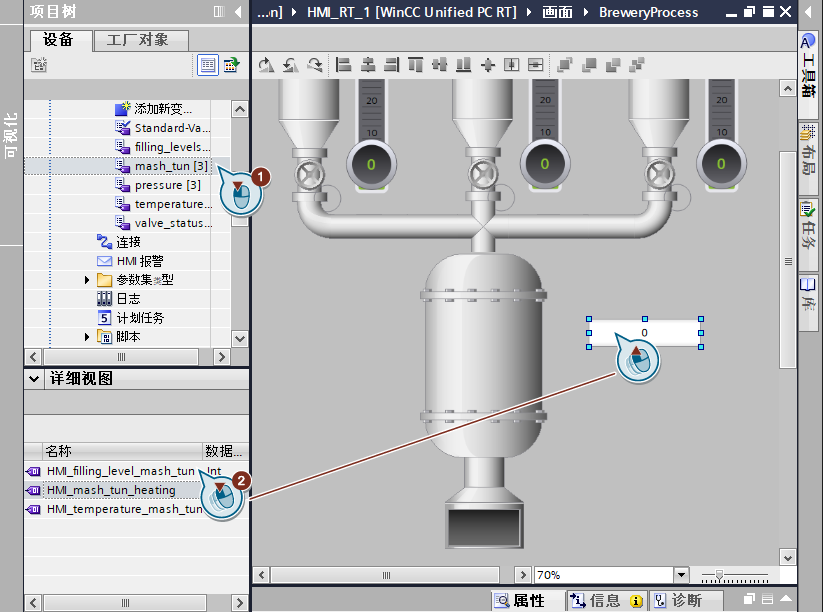 项目树
...n] HMI_RT_1 [WinCC Unified PC RT] 画面 BreweryProcess
设备
工厂对象
可视化
添加新变...
Standard-Va...
filling_levels...
mash_tun [3]
pressure [3]
temperature...
valve_status...
连接
HMI 报警
参数集类型
日志
计划任务
脚本
1
详细视图
名称
数据...
HMI_filling_level_mash_tun
Int
HMI_mash_tun_heating
HMI_temperature_mash_tun
2
20
10
0
20
10
0
20
10
0
0
70%
属性
信息
诊断
工具箱
布局
任务
库